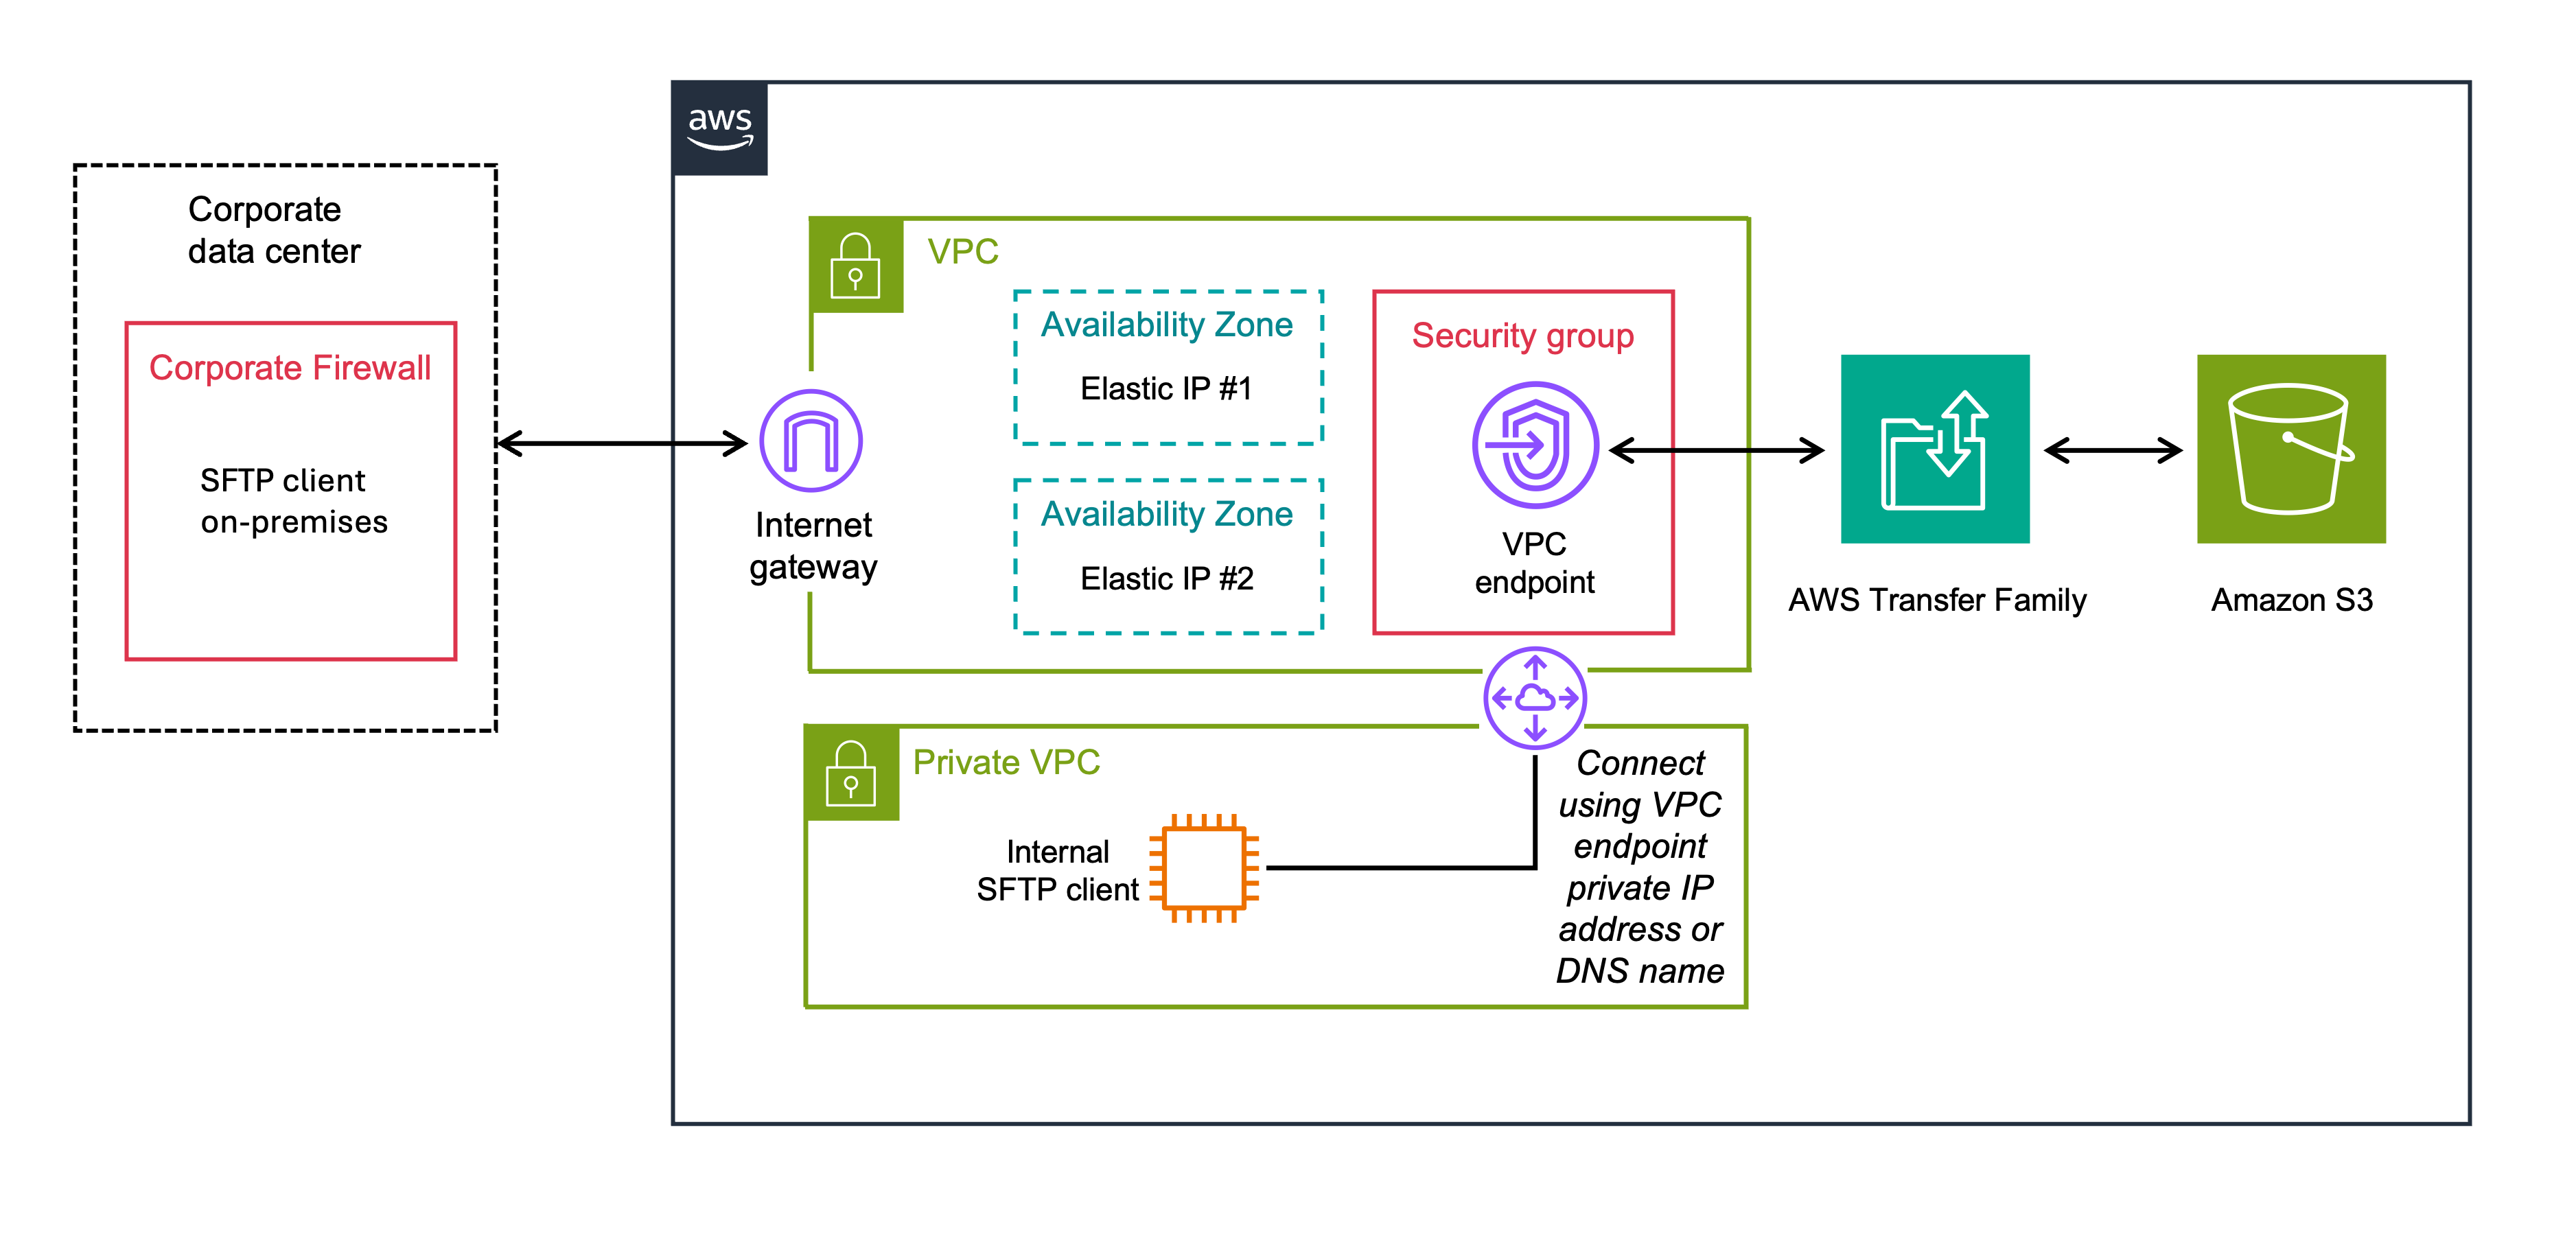 aws
Corporate
data center
Corporate Firewall
SFTP client
on-premises
VPC
Availability Zone
Elastic IP #1
Availability Zone
Elastic IP #2
Security group
VPC
endpoint
Internet
gateway
AWS Transfer Family
Amazon S3
Private VPC
Internal
SFTP client
Connect
using VPC
endpoint
private IP
address or
DNS name